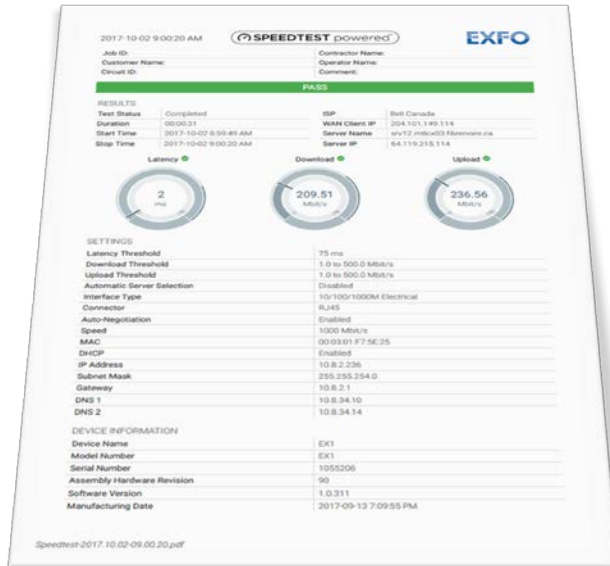 2017-10-02 9:00:20 AM SPEEDTEST powered EXFO
Job ID: Contractor Name:
Customer Name: Operator Name:
Circuit ID: Comment:
PASS
RESULTS
Test Status Completed ISP Bell Canada
Duration 00:00:31 WAN Client IP 204.101.149.114
Start Time 2017-10-02 8:59:49 AM Server Name
Stop Time 2017-10-02 9:00:20 AM Server IP 64.119.215.114
Latency Download Upload
2 209.51 236.56
ms Mbit/s Mbit/s
SETTINGS
Latency Threshold 75 ms
Download Threshold 1.0 to 500.0 Mbit/s
Upload Threshold 1.0 to 500.0 Mbit/s
Automatic Server Selection Disabled
Interface Type 10/100/1000M Electrical
Connector RJ45
Auto-Negotiation Enabled
Speed 1000 Mbit/s
MAC 00:03:01:F7:5E:25
DHCP Enabled
IP Address 10.8.2.236
Subnet Mask 255.255.254.0
Gateway 10.8.2.1
DNS 1 10.8.34.10
DNS 2 10.8.34.14
DEVICE INFORMATION
Device Name EX1
Model Number EX1
Serial Number 1055206
Assembly Hardware Revision 90
Software Version 1.0.311
Manufacturing Date 2017-09-13 7:09:55 PM
Speedtest-2017.10.02-09.00.20.pdf